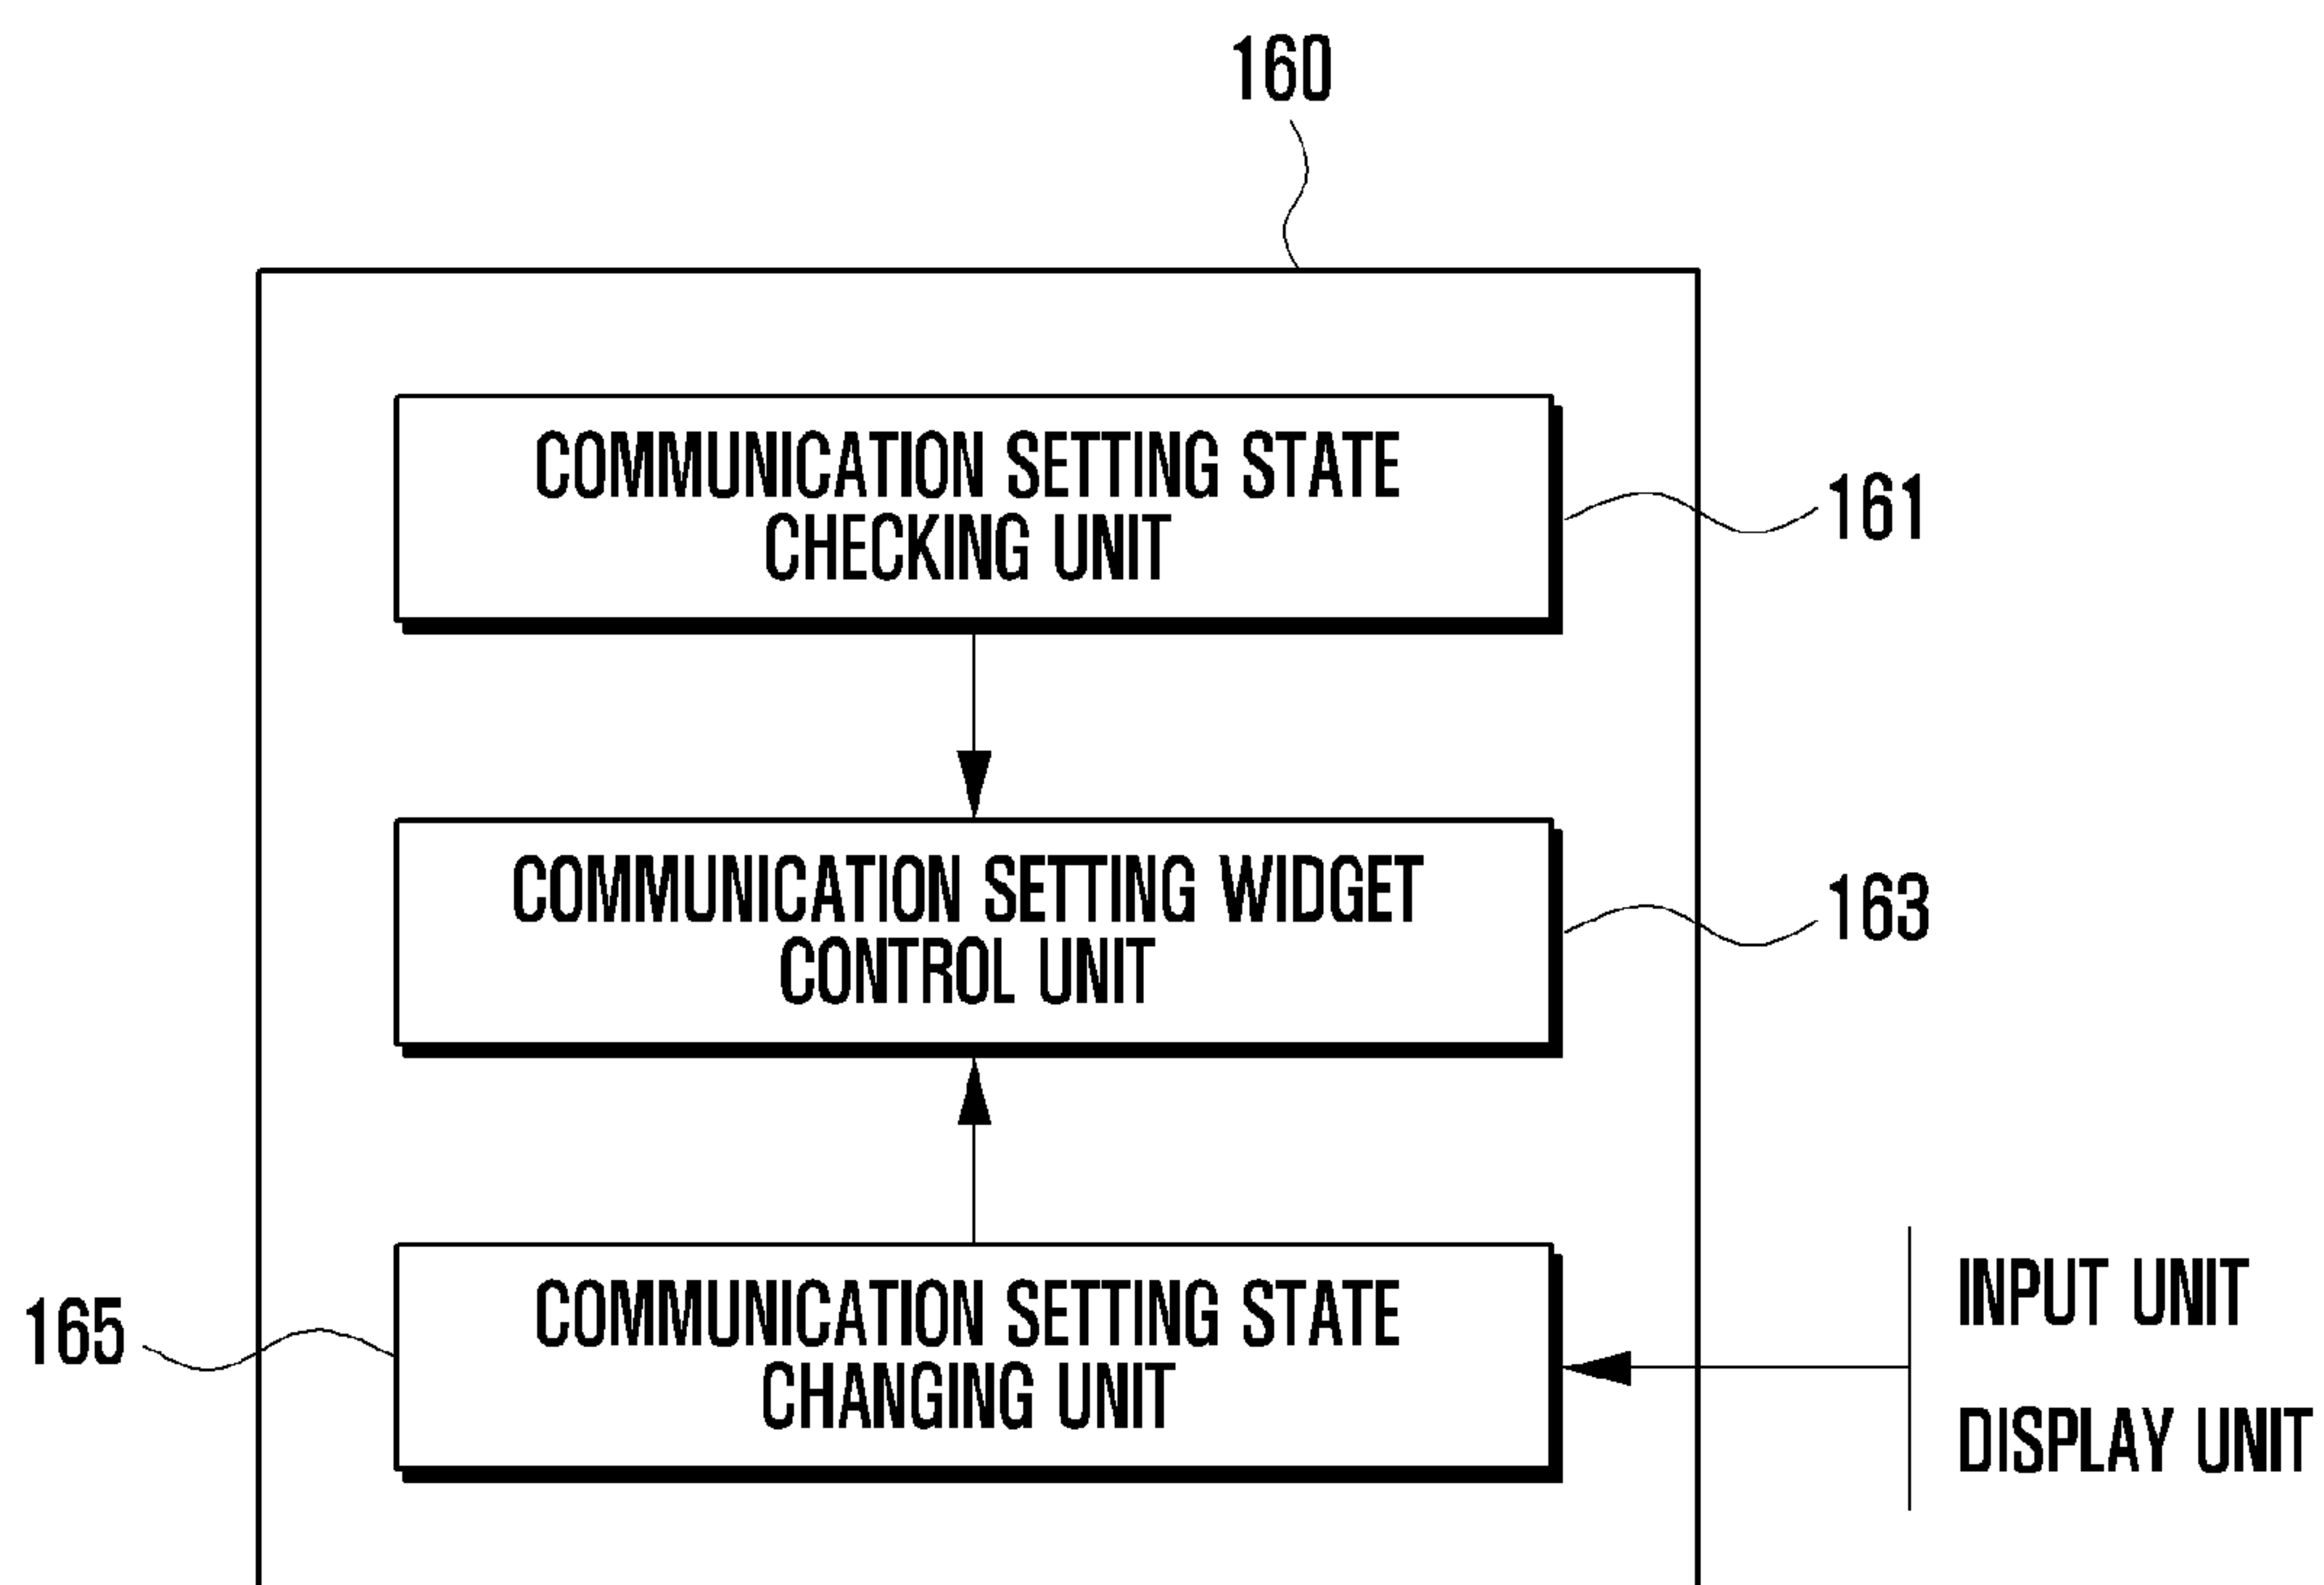 160
COMMUNICATION SETTING STATE
CHECKING UNIT
161
COMMUNICATION SETTING WIDGET
CONTROL UNIT
163
165
COMMUNICATION SETTING STATE
CHANGING UNIT
INPUT UNIT
DISPLAY UNIT